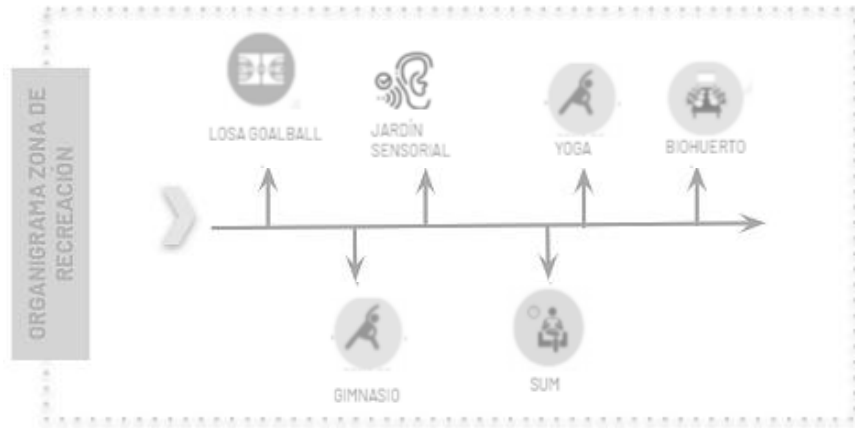 ORGANIGRAMA ZONA DE
RECREACIÓN
LOSA GOALBALL
JARDÍN
SENSORIAL
YOGA
BIOHUERTO
GIMNASIO
SUM